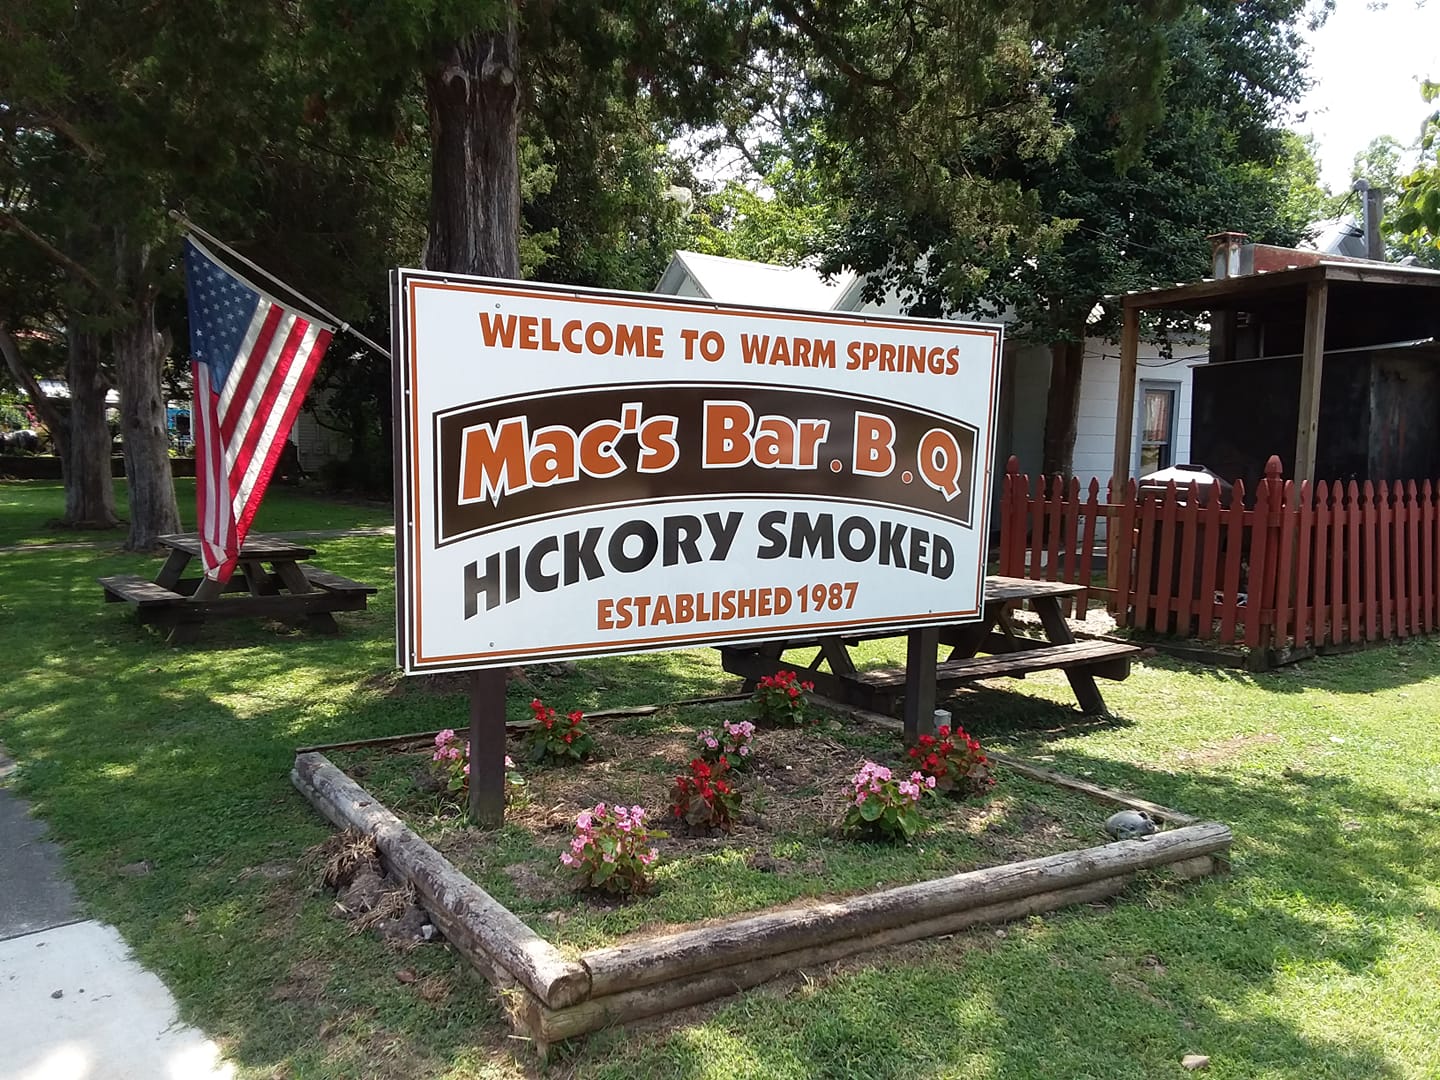 WELCOME TO WARM SPRINGS
Mac's Bar.B.Q
HICKORY SMOKED
ESTABLISHED 1987